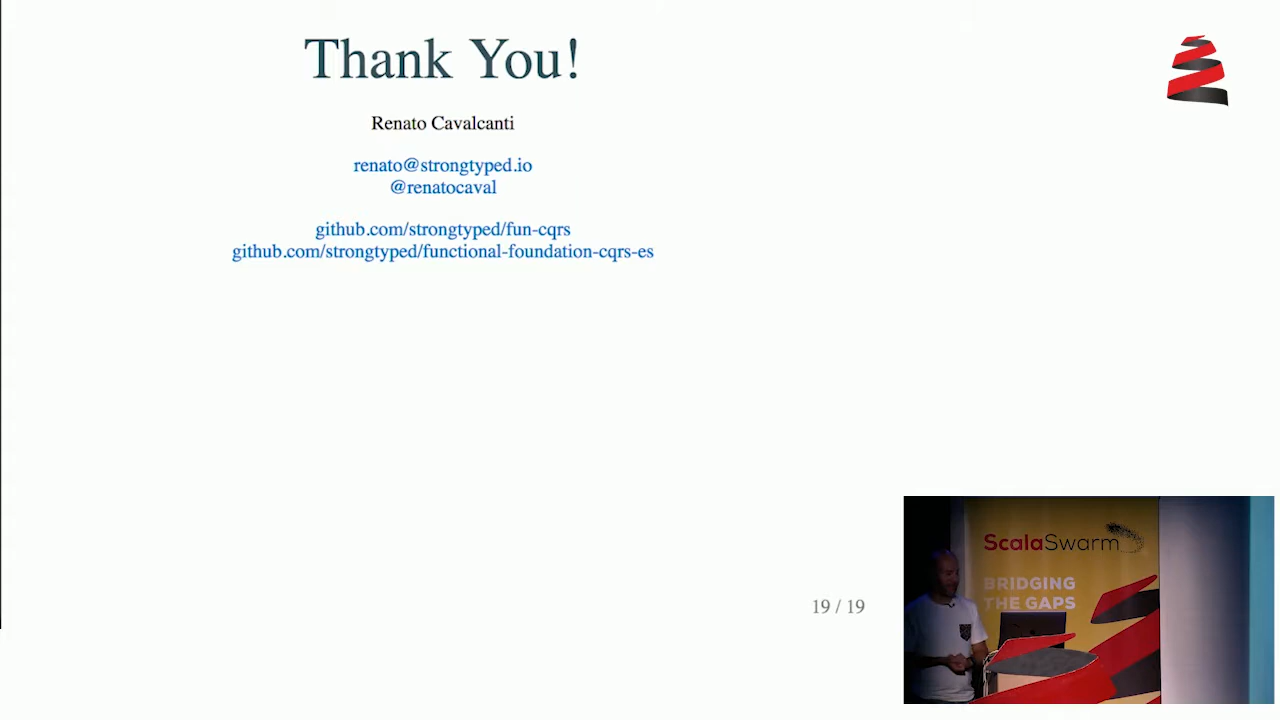 Thank You!
Renato Cavalcanti
renato@strongtyped.io
@renatocaval
github.com/strongtyped/fun-cqrs
github.com/strongtyped/functional-foundation-cqrs-es
19 / 19
ScalaSwarm
BRIDGING
THE GAPS